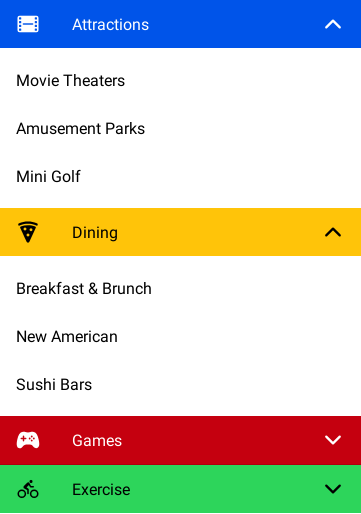 Attractions
Movie Theaters
Amusement Parks
Mini Golf
Dining
Breakfast & Brunch
New American
Sushi Bars
Games
Exercise